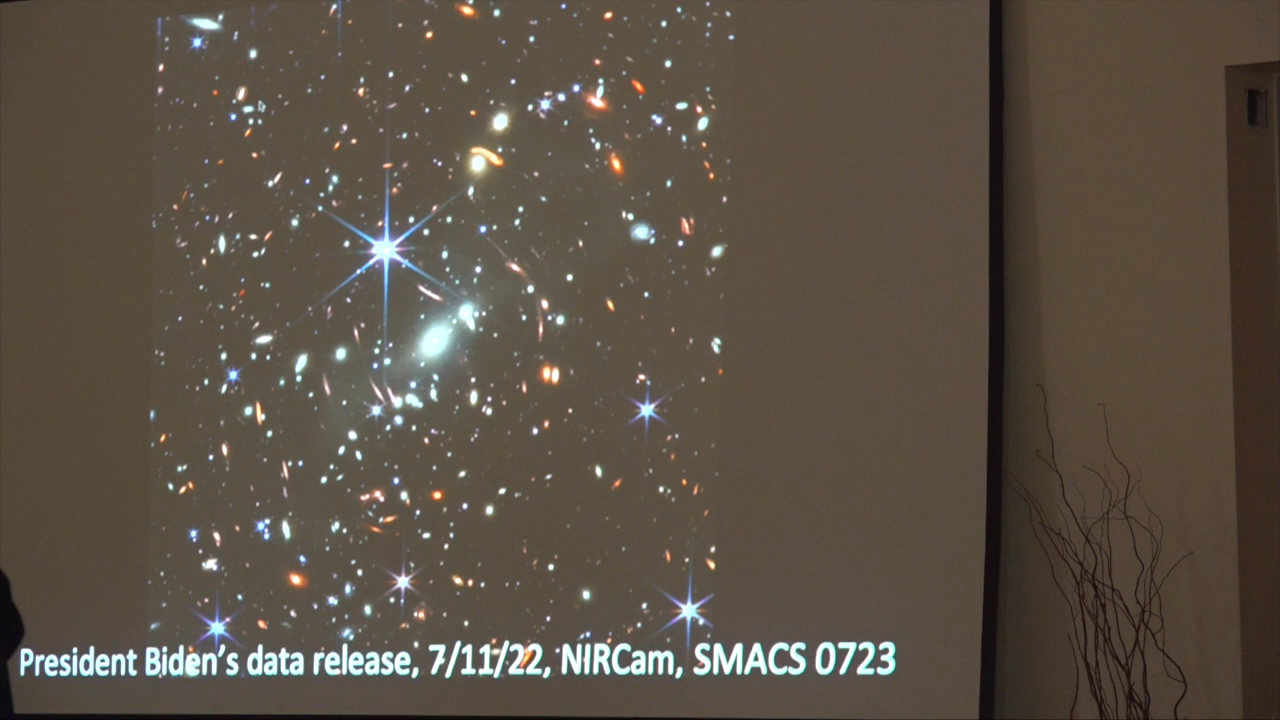 President Biden's data release, 7/11/22, NIRCam, SMACS 0723